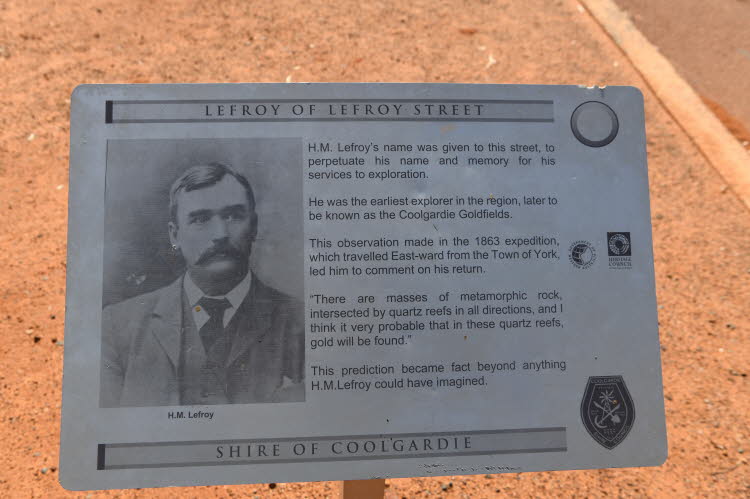 LEFROY OF LEFROY STREET
H.M. Lefroy's name was given to this street, to
perpetuate his name and memory for his
services to exploration.
He was the earliest explorer in the region, later to
be known as the Coolgardie Goldfields.
This observation made in the 1863 expedition,
which travelled East-ward from the Town of York,
led him to comment on his return.
"There are masses of metamorphic rock,
intersected by quartz reefs in all directions, and I
think it very probable that in these quartz reefs,
gold will be found."
This prediction became fact beyond anything
H.M.Lefroy could have imagined.
H.M. Lefroy
HERITAGE
COUNCIL
COOLGARDIE
SHIRE OF COOLGARDIE